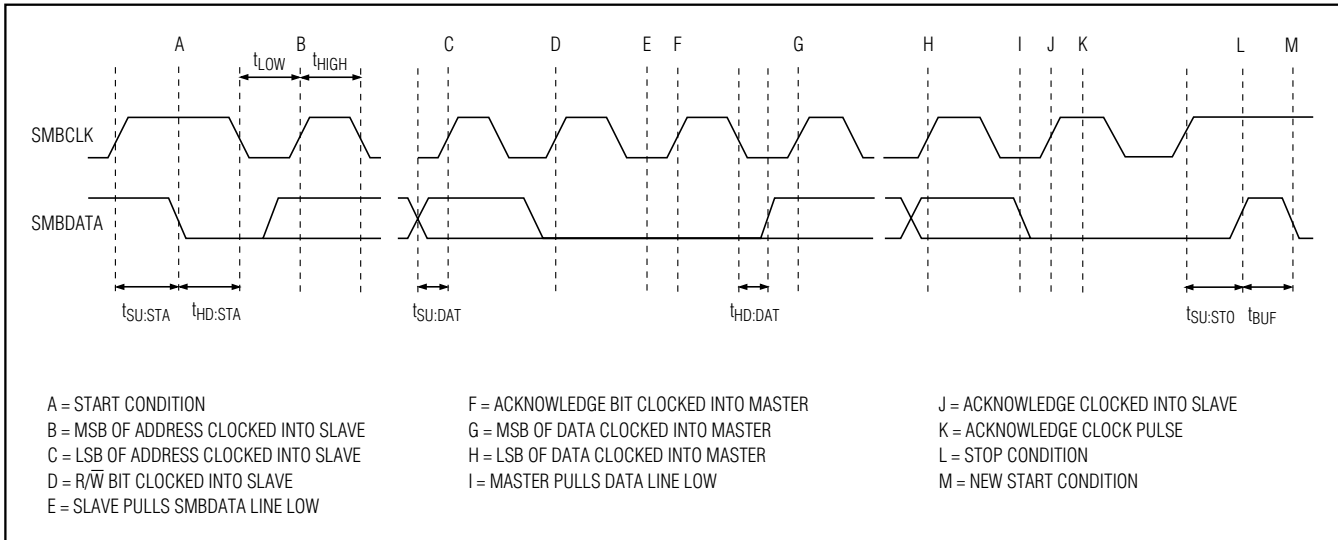 A B C D E F G H I J K L M
tLOW tHIGH
SMBCLK
SMBDATA
tSU:STA tHD:STA tSU:DAT tHD:DAT tSU:STO tBUF
A = START CONDITION
B = MSB OF ADDRESS CLOCKED INTO SLAVE
C = LSB OF ADDRESS CLOCKED INTO SLAVE
D = R/W̅ BIT CLOCKED INTO SLAVE
E = SLAVE PULLS SMBDATA LINE LOW
F = ACKNOWLEDGE BIT CLOCKED INTO MASTER
G = MSB OF DATA CLOCKED INTO MASTER
H = LSB OF DATA CLOCKED INTO MASTER
I = MASTER PULLS DATA LINE LOW
J = ACKNOWLEDGE CLOCKED INTO SLAVE
K = ACKNOWLEDGE CLOCK PULSE
L = STOP CONDITION
M = NEW START CONDITION